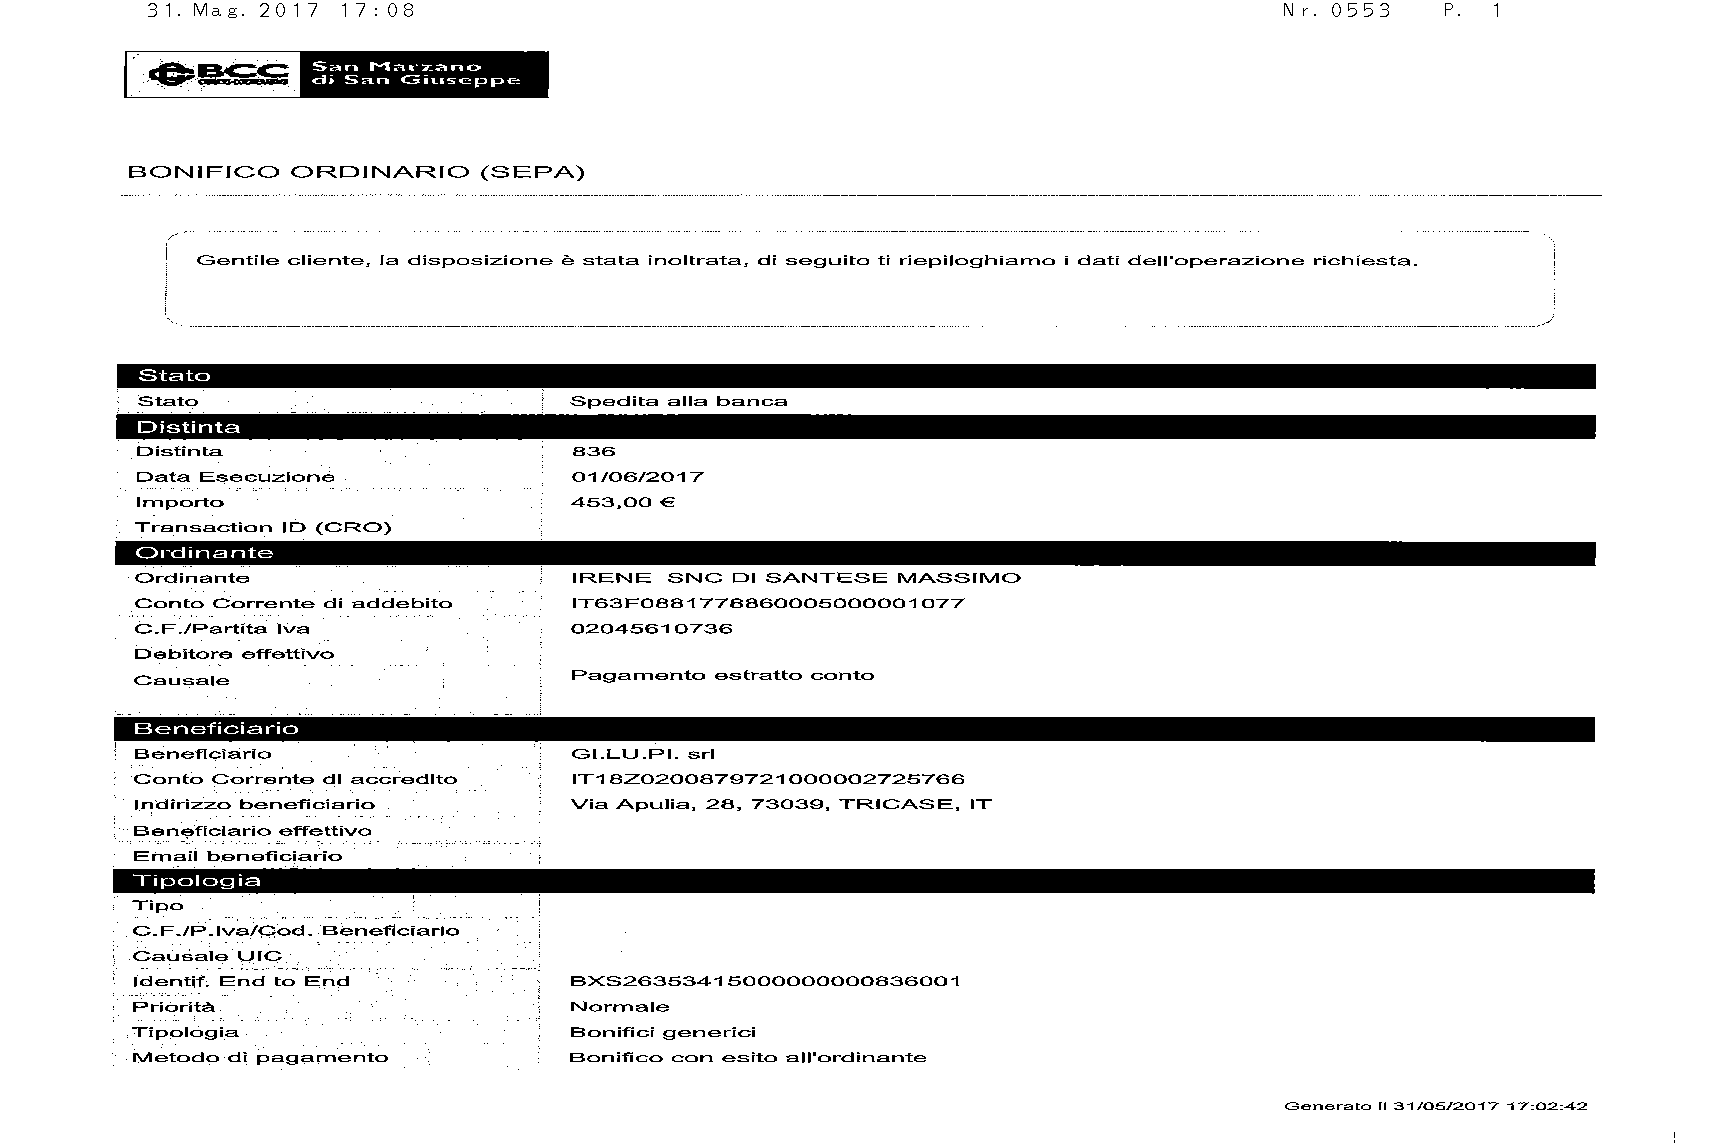 31. Mag. 2017 17:08 Nr. 0553 P. 1
BCC San Marzano
di San Giuseppe
BONIFICO ORDINARIO (SEPA)
Gentile cliente, la disposizione è stata inoltrata, di seguito ti riepiloghiamo i dati dell'operazione richiesta.
Stato
Stato Spedita alla banca
Distinta
Distinta 836
Data Esecuzione 01/06/2017
Importo 453,00 €
Transaction ID (CRO)
Ordinante
Ordinante IRENE SNC DI SANTESE MASSIMO
Conto Corrente di addebito IT63F0881778860005000001077
C.F./Partita Iva 02045610736
Debitore effettivo
Causale Pagamento estratto conto
Beneficiario
Beneficiario GI.LU.PI. srl
Conto Corrente di accredito IT18Z0200879721000002725766
Indirizzo beneficiario Via Apulia, 28, 73039, TRICASE, IT
Beneficiario effettivo
Email beneficiario
Tipologia
Tipo
C.F./P.Iva/Cod. Beneficiario
Causale UIC
Identif. End to End BXS26353415000000000836001
Priorità Normale
Tipologia Bonifici generici
Metodo di pagamento Bonifico con esito all'ordinante
Generato il 31/05/2017 17:02:42